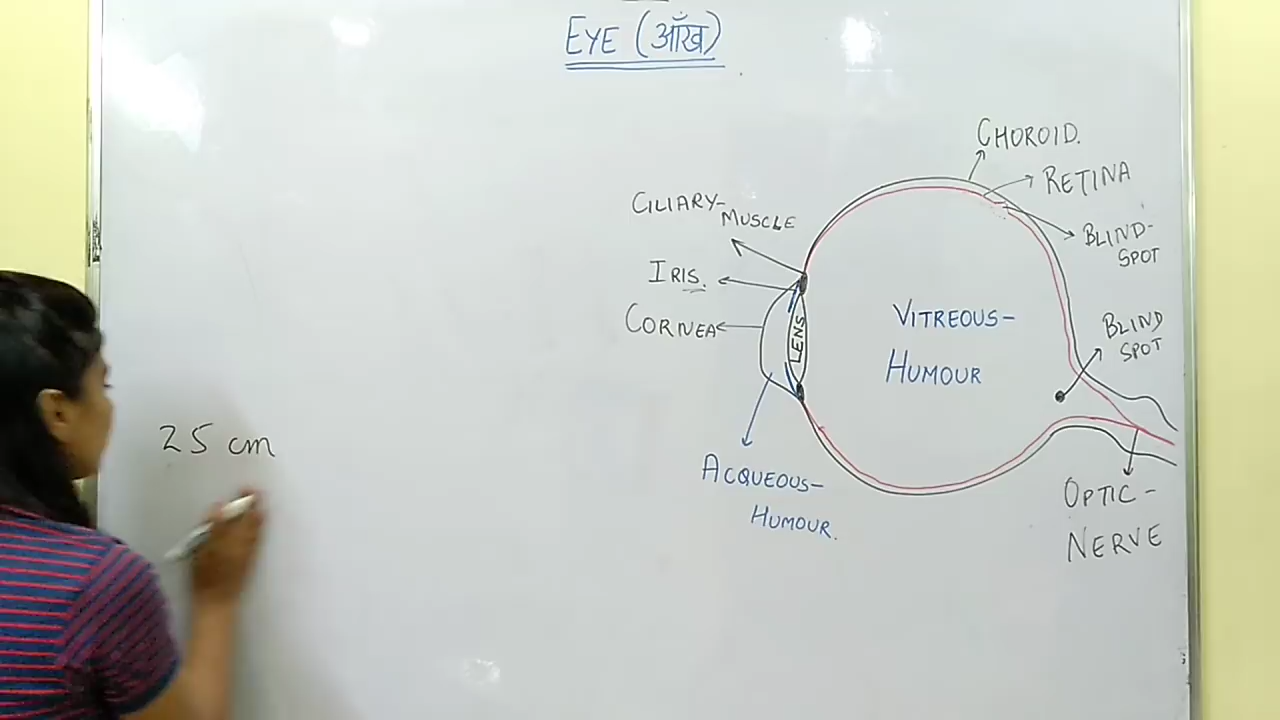 EYE (आँख)
CHOROID.
RETINA
BLIND-
SPOT
CILIARY-
MUSCLE
IRIS.
CORNEA
LENS
VITREOUS-
HUMOUR
BLIND
SPOT
25 cm
ACQUEOUS-
HUMOUR.
OPTIC-
NERVE